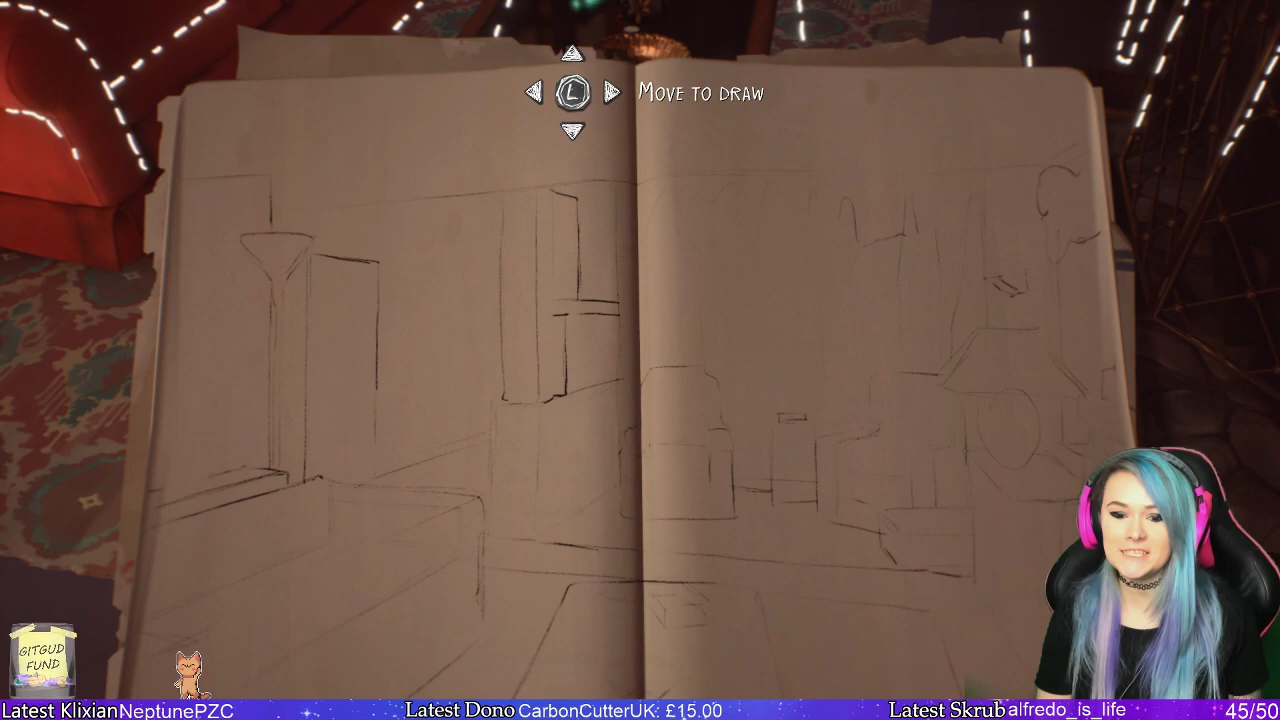 L
MOVE TO DRAW
GITGUD
FUND
Latest Klixian NeptunePZC
Latest Dono CarbonCutterUK: £15.00
Latest Skrub alfredo_is_life
45/50